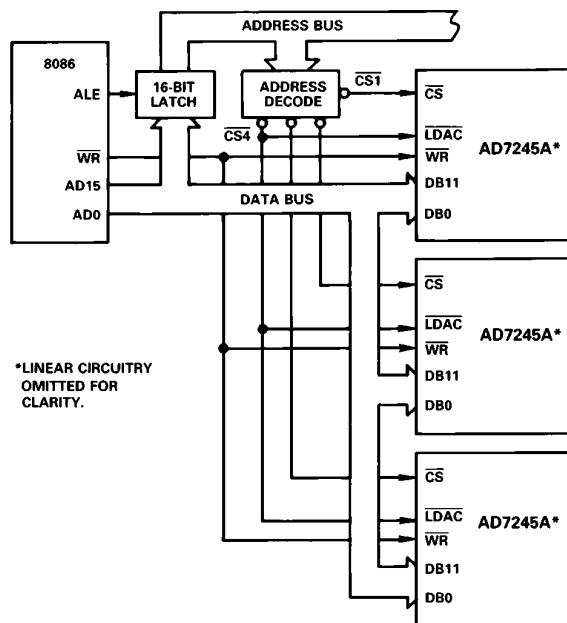 ADDRESS BUS
8086
ALE
WR
AD15
AD0
16-BIT
LATCH
ADDRESS
DECODE
CS1
CS4
DATA BUS
CS
LDAC
WR
DB11
DB0
AD7245A*
CS
LDAC
WR
DB11
DB0
AD7245A*
CS
LDAC
WR
DB11
DB0
AD7245A*
*LINEAR CIRCUITRY
OMITTED FOR
CLARITY.